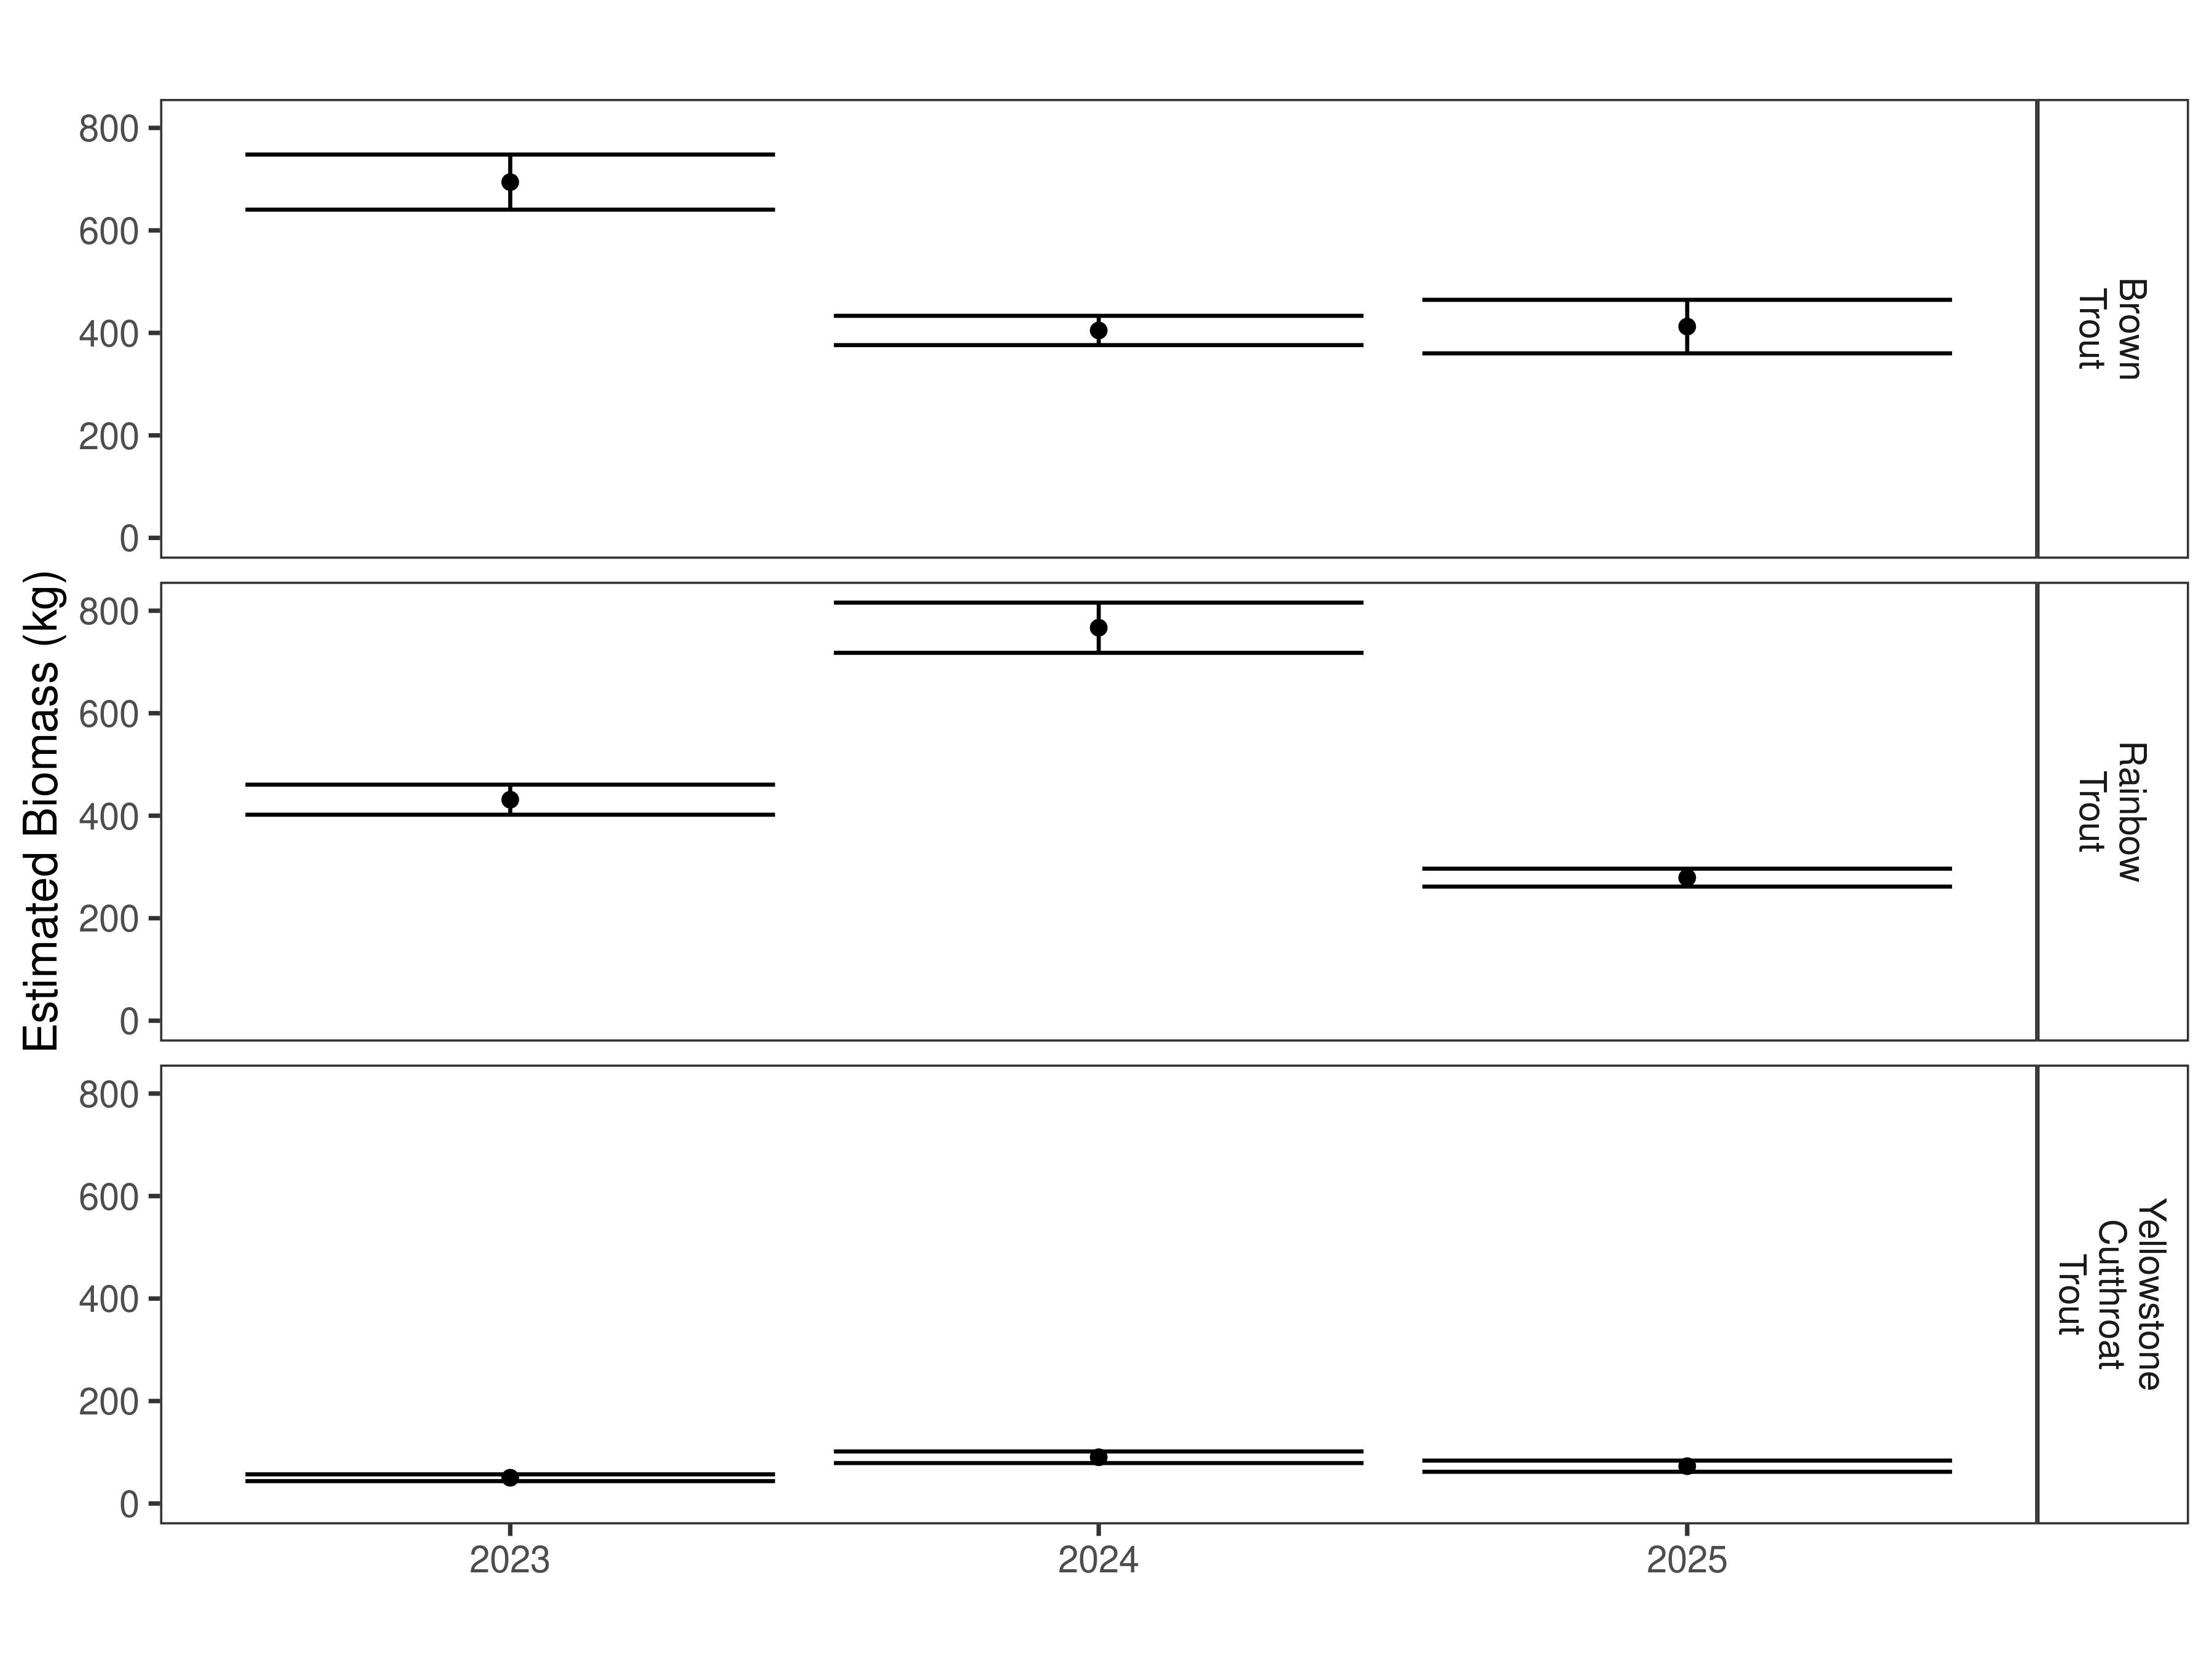 Estimated Biomass (kg)
800
600
400
200
0
Brown
Trout
800
600
400
200
0
Rainbow
Trout
800
600
400
200
0
Yellowstone
Cutthroat
Trout
2023
2024
2025